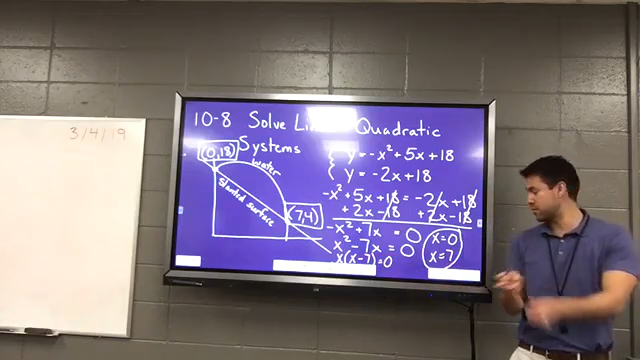 3/4/19
10-8 Solve Li Quadratic
Systems
(0,18)
water
Slanted surface
(7,4)
{ y = -x² + 5x + 18
{ y = -2x + 18
-x² + 5x + 18 = -2x + 18
+ 2x - 18 + 2x - 18
-x² + 7x = 0
x² - 7x = 0
x(x-7) = 0
x = 0
x = 7